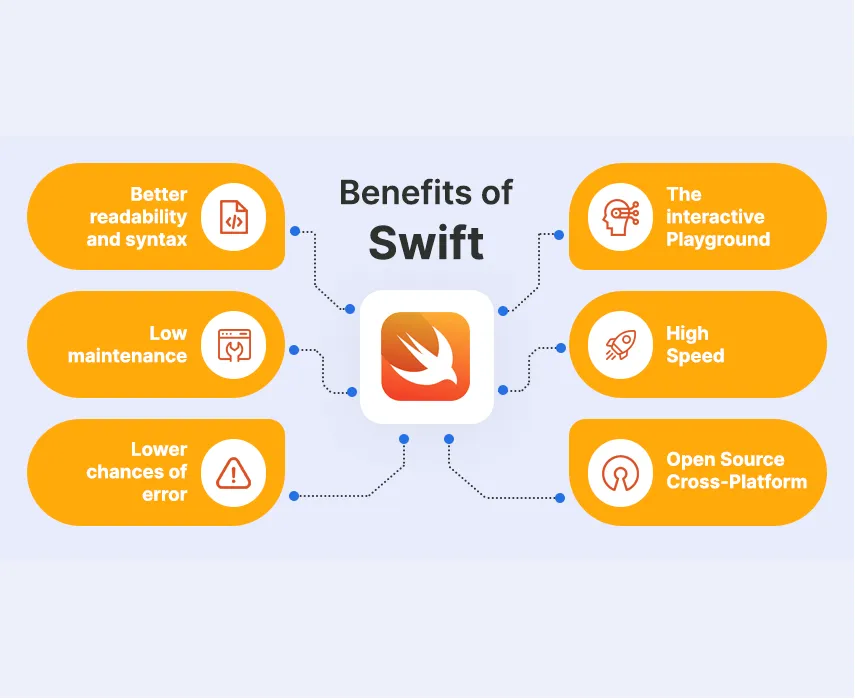 Benefits of
Swift
Better
readability
and syntax
Low
maintenance
Lower
chances of
error
The
interactive
Playground
High
Speed
Open Source
Cross-Platform